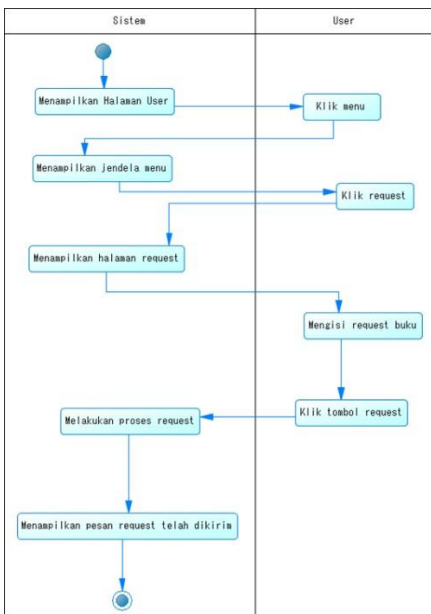 Sistem
User
Menampilkan Halaman User
Klik menu
Menampilkan jendela menu
Klik request
Menampilkan halaman request
Mengisi request buku
Klik tombol request
Melakukan proses request
Menampilkan pesan request telah dikirim